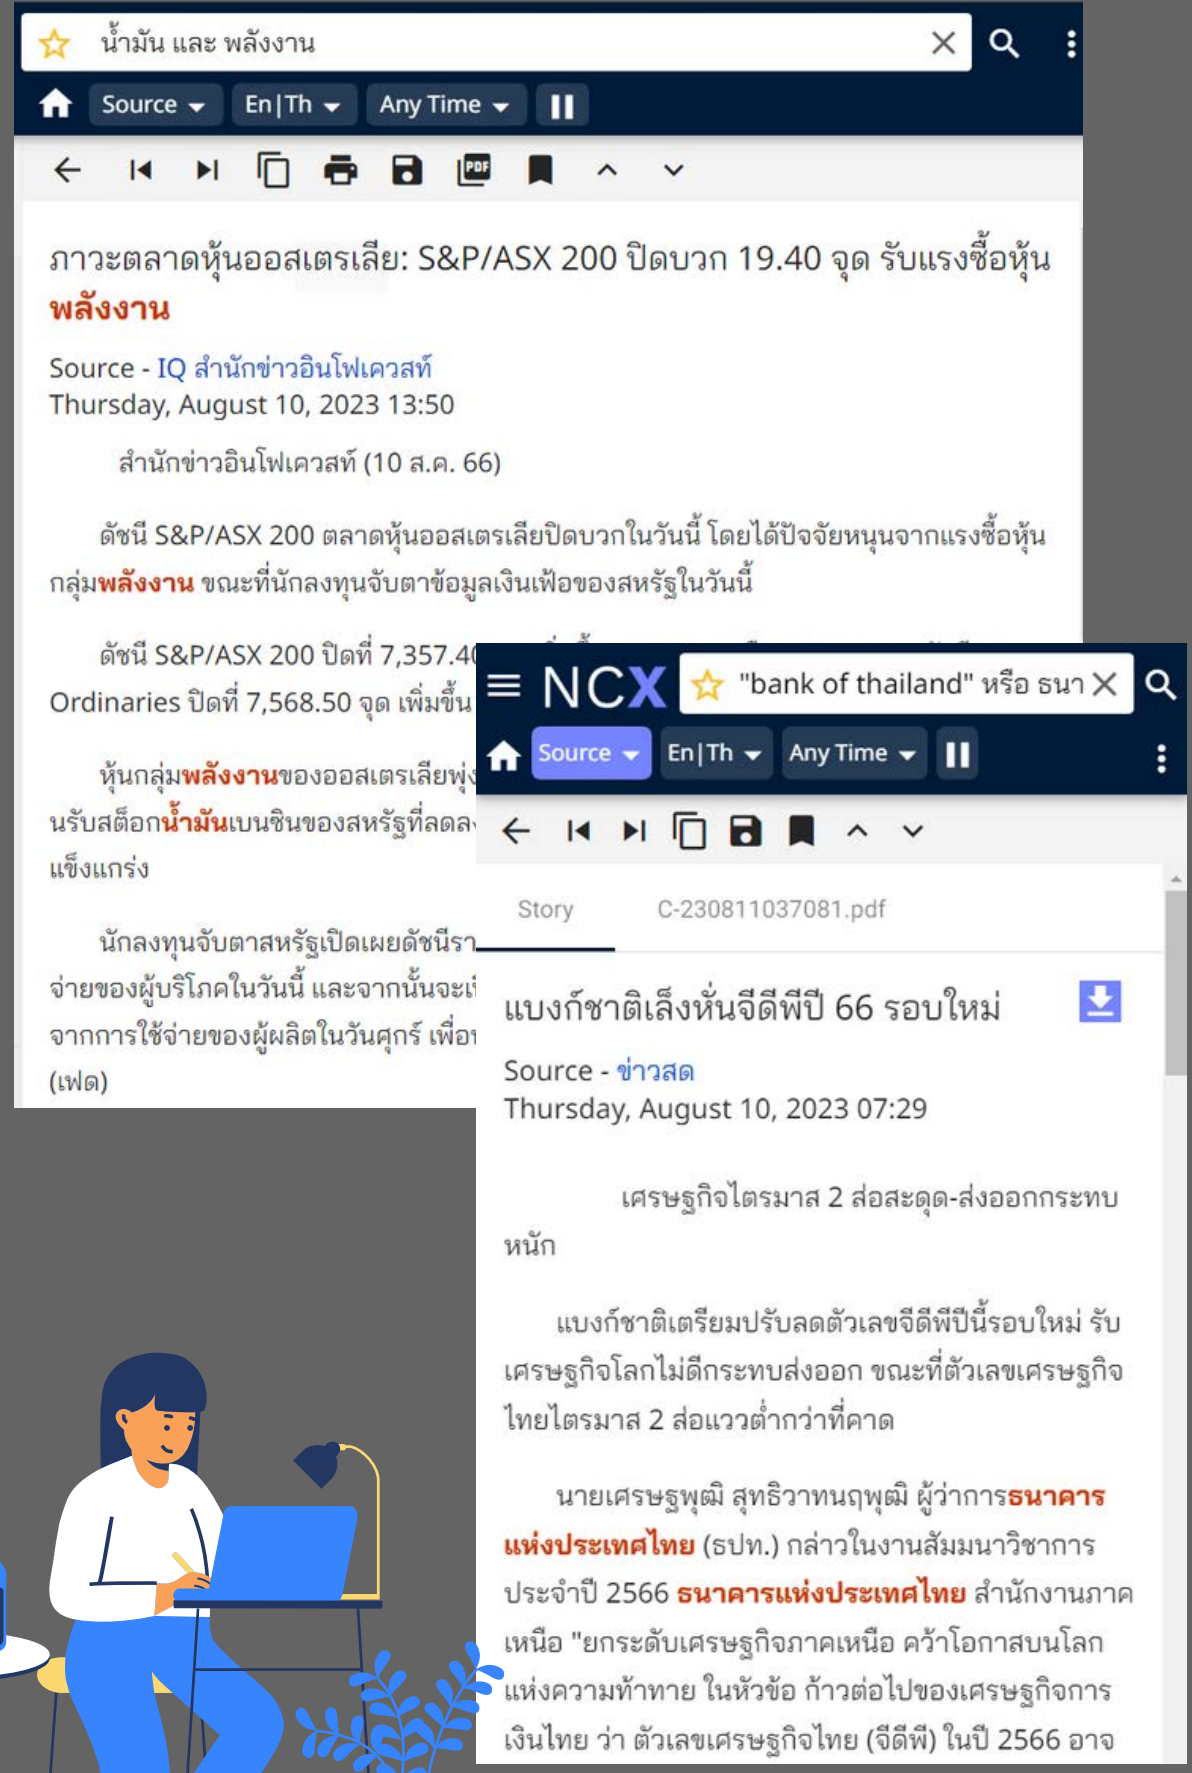 น้ำมัน และ พลังงาน
Source
En|Th
Any Time
PDF
ภาวะตลาดหุ้นออสเตรเลีย: S&P/ASX 200 ปิดบวก 19.40 จุด รับแรงซื้อหุ้น
พลังงาน
Source - IQ สำนักข่าวอินโฟเควสท์
Thursday, August 10, 2023 13:50
สำนักข่าวอินโฟเควสท์ (10 ส.ค. 66)
ดัชนี S&P/ASX 200 ตลาดหุ้นออสเตรเลียปิดบวกในวันนี้ โดยได้ปัจจัยหนุนจากแรงซื้อหุ้น
กลุ่มพลังงาน ขณะที่นักลงทุนจับตาข้อมูลเงินเฟ้อของสหรัฐในวันนี้
ดัชนี S&P/ASX 200 ปิดที่ 7,357.40
Ordinaries ปิดที่ 7,568.50 จุด เพิ่มขึ้น
หุ้นกลุ่มพลังงานของออสเตรเลียพุ่ง
นรับสต็อกน้ำมันเบนซินของสหรัฐที่ลดล
แข็งแกร่ง
นักลงทุนจับตาสหรัฐเปิดเผยดัชนีรา
จ่ายของผู้บริโภคในวันนี้ และจากนั้นจะเ
จากการใช้จ่ายของผู้ผลิตในวันศุกร์ เพื่อ
(เฟด)
NCX
"bank of thailand" หรือ ธนา
Source
En|Th
Any Time
Story
C-230811037081.pdf
แบงก์ชาติเล็งหั่นจีดีพีปี 66 รอบใหม่
Source - ข่าวสด
Thursday, August 10, 2023 07:29
เศรษฐกิจไตรมาส 2 ส่อสะดุด-ส่งออกกระทบ
หนัก
แบงก์ชาติเตรียมปรับลดตัวเลขจีดีพีปีนี้รอบใหม่ รับ
เศรษฐกิจโลกไม่ดีกระทบส่งออก ขณะที่ตัวเลขเศรษฐกิจ
ไทยไตรมาส 2 ส่อแววต่ำกว่าที่คาด
นายเศรษฐพุฒิ สุทธิวาทนฤพุฒิ ผู้ว่าการธนาคาร
แห่งประเทศไทย (ธปท.) กล่าวในงานสัมมนาวิชาการ
ประจำปี 2566 ธนาคารแห่งประเทศไทย สำนักงานภาค
เหนือ "ยกระดับเศรษฐกิจภาคเหนือ คว้าโอกาสบนโลก
แห่งความท้าทาย ในหัวข้อ ก้าวต่อไปของเศรษฐกิจการ
เงินไทย ว่า ตัวเลขเศรษฐกิจไทย (จีดีพี) ในปี 2566 อาจ